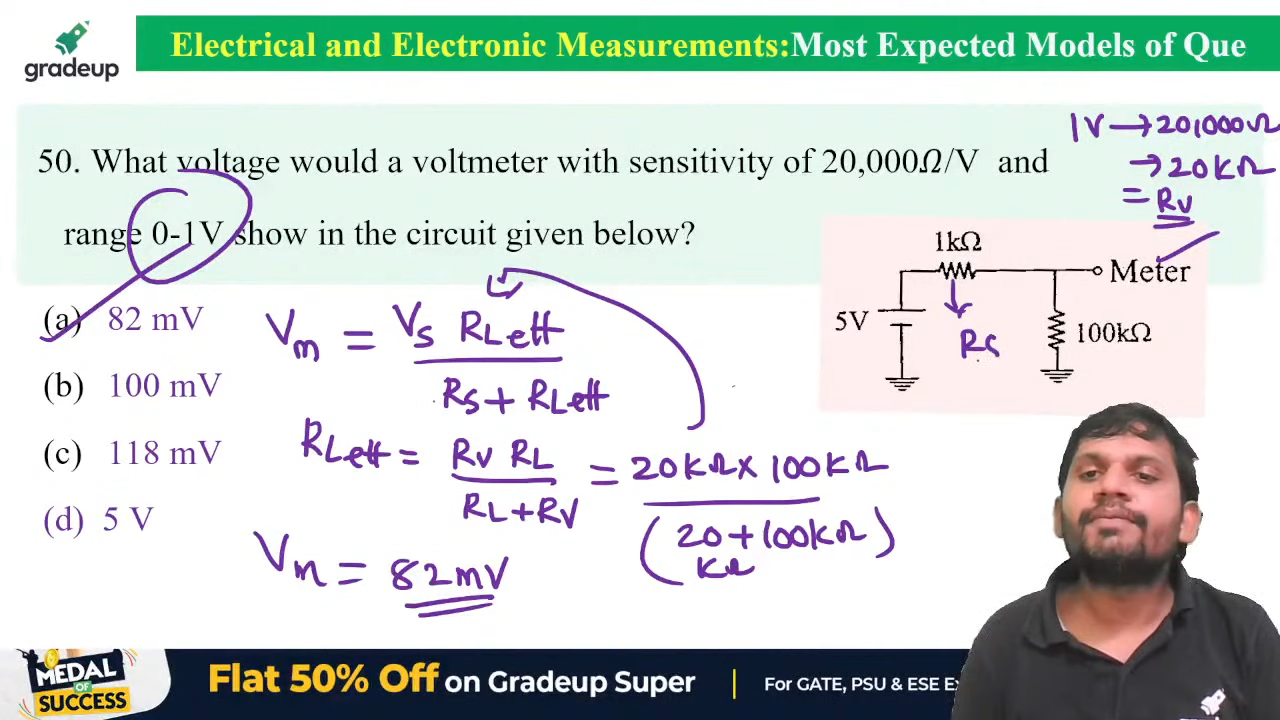 gradeup
Electrical and Electronic Measurements:Most Expected Models of Que
50. What voltage would a voltmeter with sensitivity of 20,000Ω/V and
range 0-1V show in the circuit given below?
1V → 20,000Ω
→ 20KΩ
= Rv
1kΩ
Meter
5V
100kΩ
Rs
(a) 82 mV
(b) 100 mV
(c) 118 mV
(d) 5 V
Vm = Vs RLeff
Rs + RLeff
RLeff = Rv RL = 20KΩ x 100KΩ
RL + Rv (20 + 100KΩ)
KΩ
Vm = 82mV
MEDAL
OF
SUCCESS
Flat 50% Off on Gradeup Super | For GATE, PSU & ESE Ex